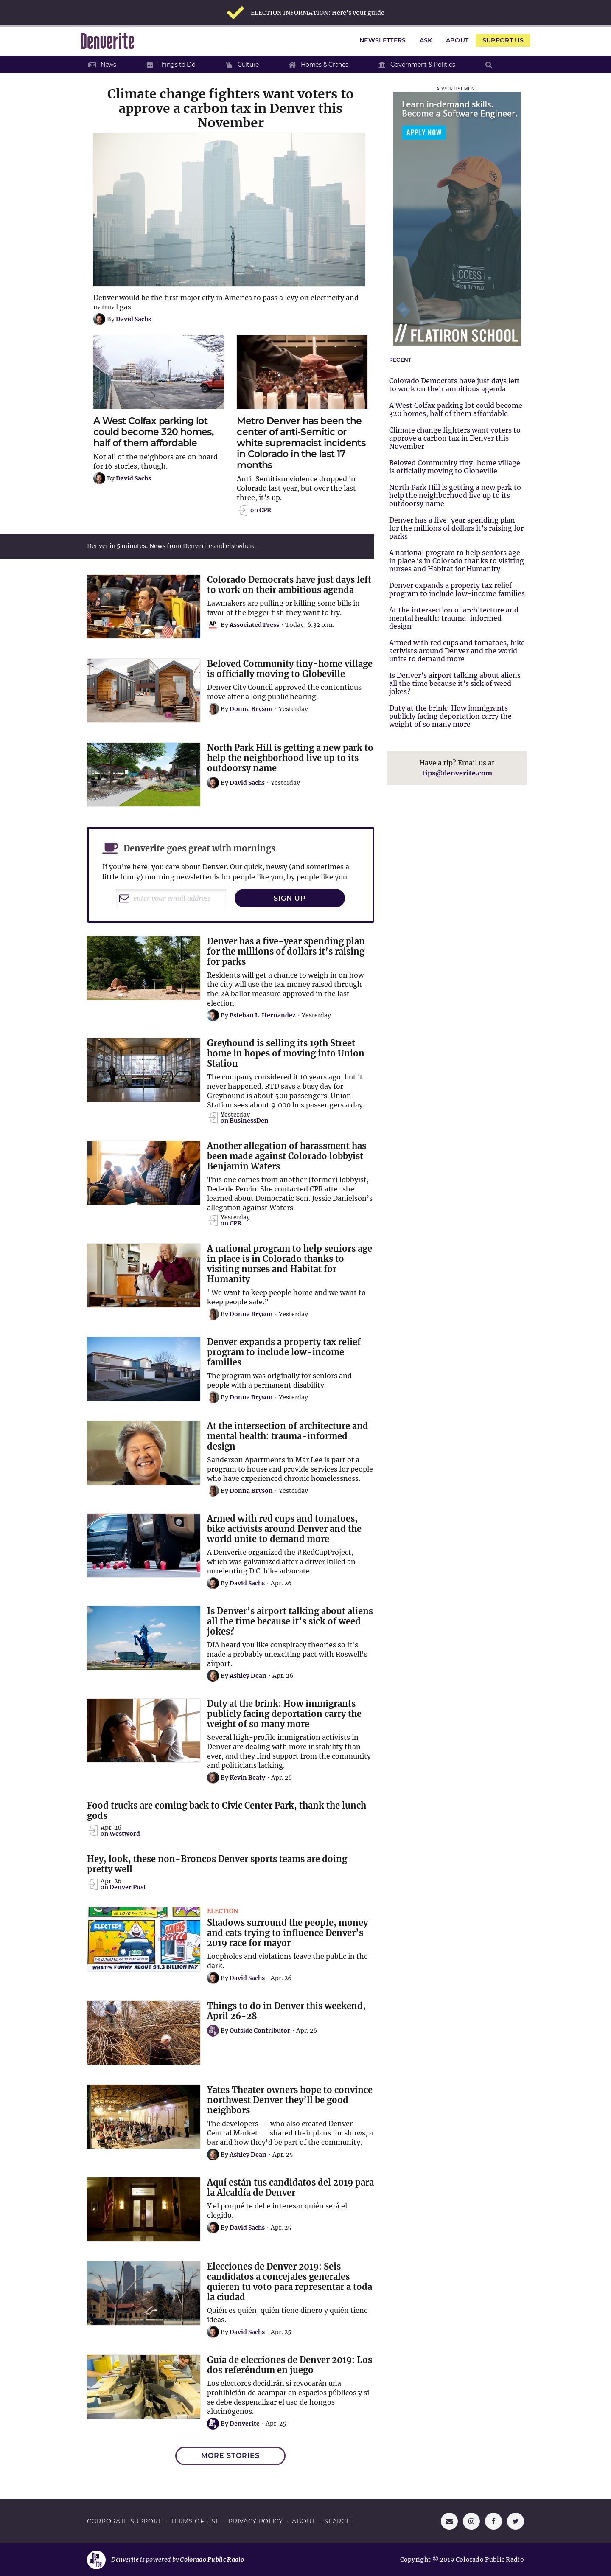 ELECTION INFORMATION: Here's your guide
Denverite
NEWSLETTERS
ASK
ABOUT
SUPPORT US
News
Things to Do
Culture
Homes & Cranes
Government & Politics
Climate change fighters want voters to
approve a carbon tax in Denver this
November
Denver would be the first major city in America to pass a levy on electricity and
natural gas.
By David Sachs
A West Colfax parking lot
could become 320 homes,
half of them affordable
Not all of the neighbors are on board
for 16 stories, though.
By David Sachs
Metro Denver has been the
center of anti-Semitic or
white supremacist incidents
in Colorado in the last 17
months
Anti-Semitism violence dropped in
Colorado last year, but over the last
three, it's up.
on CPR
ADVERTISEMENT
Learn in-demand skills.
Become a Software Engineer.
APPLY NOW
// FLATIRON SCHOOL
RECENT
Colorado Democrats have just days left
to work on their ambitious agenda
A West Colfax parking lot could become
320 homes, half of them affordable
Climate change fighters want voters to
approve a carbon tax in Denver this
November
Beloved Community tiny-home village
is officially moving to Globeville
North Park Hill is getting a new park to
help the neighborhood live up to its
outdoorsy name
Denver has a five-year spending plan
for the millions of dollars it's raising for
parks
A national program to help seniors age
in place is in Colorado thanks to visiting
nurses and Habitat for Humanity
Denver expands a property tax relief
program to include low-income families
At the intersection of architecture and
mental health: trauma-informed
design
Armed with red cups and tomatoes, bike
activists around Denver and the world
unite to demand more
Is Denver's airport talking about aliens
all the time because it's sick of weed
jokes?
Duty at the brink: How immigrants
publicly facing deportation carry the
weight of so many more
Have a tip? Email us at
tips@denverite.com
Denver in 5 minutes: News from Denverite and elsewhere
Colorado Democrats have just days left
to work on their ambitious agenda
Lawmakers are pulling or killing some bills in
favor of the bigger fish they want to fry.
AP By Associated Press · Today, 6:32 p.m.
Beloved Community tiny-home village
is officially moving to Globeville
Denver City Council approved the contentious
move after a long public hearing.
By Donna Bryson · Yesterday
North Park Hill is getting a new park to
help the neighborhood live up to its
outdoorsy name
By David Sachs · Yesterday
Denverite goes great with mornings
If you're here, you care about Denver. Our quick, newsy (and sometimes a
little funny) morning newsletter is for people like you, by people like you.
enter your email address
SIGN UP
Denver has a five-year spending plan
for the millions of dollars it's raising
for parks
Residents will get a chance to weigh in on how
the city will use the tax money raised through
the 2A ballot measure approved in the last
election.
By Esteban L. Hernandez · Yesterday
Greyhound is selling its 19th Street
home in hopes of moving into Union
Station
The company considered it 10 years ago, but it
never happened. RTD says a busy day for
Greyhound is about 500 passengers. Union
Station sees about 9,000 bus passengers a day.
Yesterday
on BusinessDen
Another allegation of harassment has
been made against Colorado lobbyist
Benjamin Waters
This one comes from another (former) lobbyist,
Dede de Percin. She contacted CPR after she
learned about Democratic Sen. Jessie Danielson's
allegation against Waters.
Yesterday
on CPR
A national program to help seniors age
in place is in Colorado thanks to
visiting nurses and Habitat for
Humanity
"We want to keep people home and we want to
keep people safe."
By Donna Bryson · Yesterday
Denver expands a property tax relief
program to include low-income
families
The program was originally for seniors and
people with a permanent disability.
By Donna Bryson · Yesterday
At the intersection of architecture and
mental health: trauma-informed
design
Sanderson Apartments in Mar Lee is part of a
program to house and provide services for people
who have experienced chronic homelessness.
By Donna Bryson · Yesterday
Armed with red cups and tomatoes,
bike activists around Denver and the
world unite to demand more
A Denverite organized the #RedCupProject,
which was galvanized after a driver killed an
unrelenting D.C. bike advocate.
By David Sachs · Apr. 26
Is Denver's airport talking about aliens
all the time because it's sick of weed
jokes?
DIA heard you like conspiracy theories so it's
made a probably unexciting pact with Roswell's
airport.
By Ashley Dean · Apr. 26
Duty at the brink: How immigrants
publicly facing deportation carry the
weight of so many more
Several high-profile immigration activists in
Denver are dealing with more instability than
ever, and they find support from the community
and politicians lacking.
By Kevin Beaty · Apr. 26
Food trucks are coming back to Civic Center Park, thank the lunch
gods
Apr. 26
on Westword
Hey, look, these non-Broncos Denver sports teams are doing
pretty well
Apr. 26
on Denver Post
ELECTED!
WHAT'S FUNNY ABOUT $1.3 BILLION PAY
ELECTION
Shadows surround the people, money
and cats trying to influence Denver's
2019 race for mayor
Loopholes and violations leave the public in the
dark.
By David Sachs · Apr. 26
Things to do in Denver this weekend,
April 26-28
By Outside Contributor · Apr. 26
Yates Theater owners hope to convince
northwest Denver they'll be good
neighbors
The developers -- who also created Denver
Central Market -- shared their plans for shows, a
bar and how they'd be part of the community.
By Ashley Dean · Apr. 25
Aquí están tus candidatos del 2019 para
la Alcaldía de Denver
Y el porqué te debe interesar quién será el
elegido.
By David Sachs · Apr. 25
Elecciones de Denver 2019: Seis
candidatos a concejales generales
quieren tu voto para representar a toda
la ciudad
Quién es quién, quién tiene dinero y quién tiene
ideas.
By David Sachs · Apr. 25
Guía de elecciones de Denver 2019: Los
dos referéndum en juego
Los electores decidirán si revocarán una
prohibición de acampar en espacios públicos y si
se debe despenalizar el uso de hongos
alucinógenos.
By Denverite · Apr. 25
MORE STORIES
CORPORATE SUPPORT · TERMS OF USE · PRIVACY POLICY · ABOUT · SEARCH
Denverite is powered by Colorado Public Radio
Copyright © 2019 Colorado Public Radio